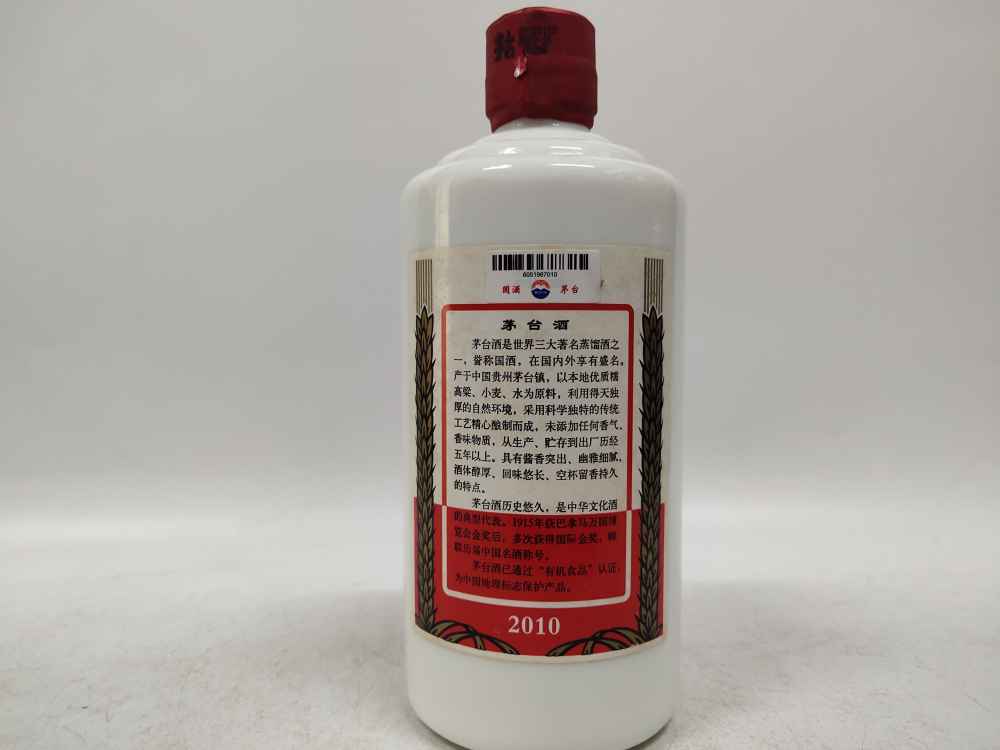 6051987010
国酒 茅台
茅台酒
茅台酒是世界三大著名蒸馏酒之
一，誉称国酒，在国内外享有盛名，
产于中国贵州茅台镇，以本地优质糯
高粱、小麦、水为原料，利用得天独
厚的自然环境，采用科学独特的传统
工艺精心酿制而成，未添加任何香气、
香味物质，从生产、贮存到出厂历经
五年以上。具有酱香突出、幽雅细腻、
酒体醇厚、回味悠长、空杯留香持久
的特点。
茅台酒历史悠久，是中华文化酒
的典型代表。1915年获巴拿马万国博
览会金奖后，多次获得国际金奖，蝉
联历届中国名酒称号。
茅台酒已通过“有机食品”认证，
为中国地理标志保护产品。
2010